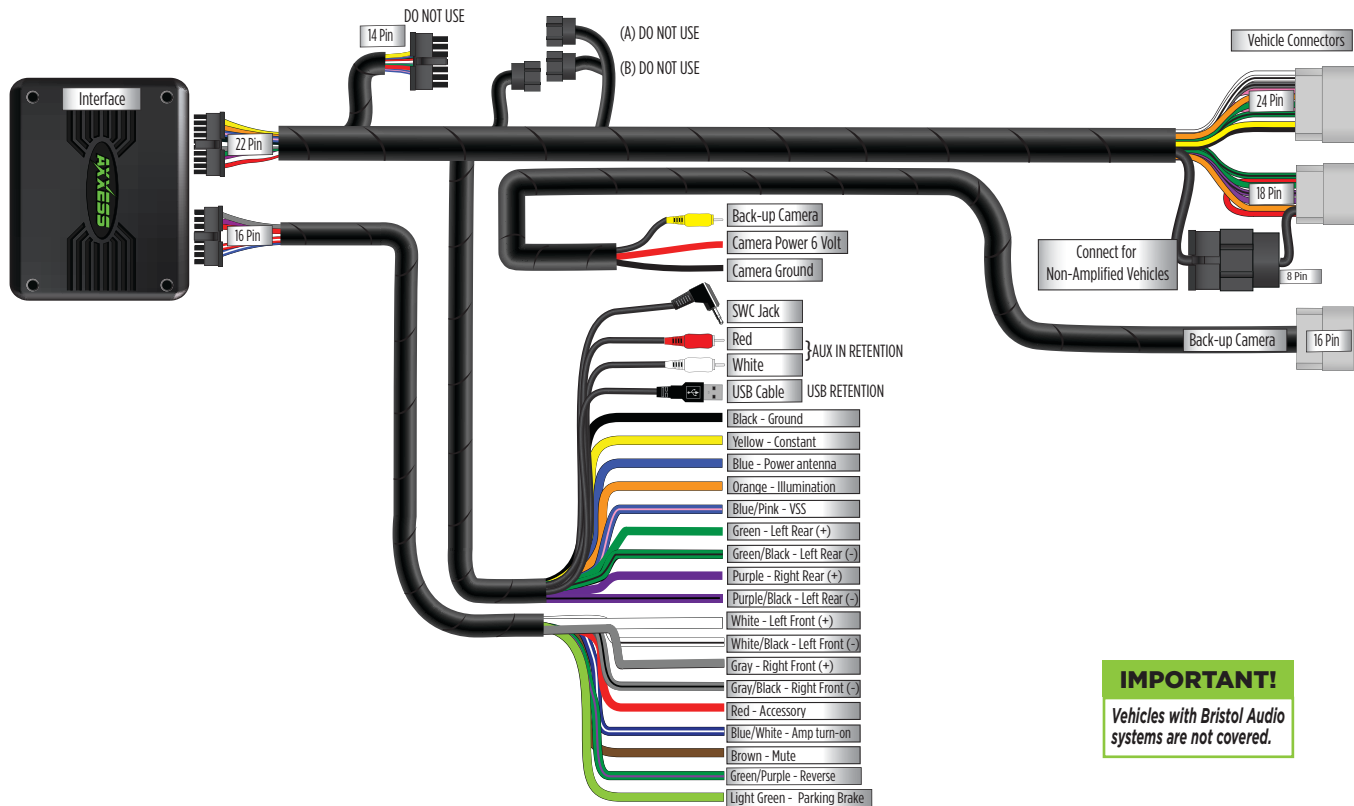 DO NOT USE
14 Pin
(A) DO NOT USE
(B) DO NOT USE
Vehicle Connectors
Interface
AXXESS
22 Pin
24 Pin
16 Pin
18 Pin
Back-up Camera
Camera Power 6 Volt
Camera Ground
Connect for
Non-Amplified Vehicles
8 Pin
SWC Jack
Red
White
}AUX IN RETENTION
Back-up Camera
16 Pin
USB Cable
USB RETENTION
Black - Ground
Yellow - Constant
Blue - Power antenna
Orange - Illumination
Blue/Pink - VSS
Green - Left Rear (+)
Green/Black - Left Rear (-)
Purple - Right Rear (+)
Purple/Black - Left Rear (-)
White - Left Front (+)
White/Black - Left Front (-)
Gray - Right Front (+)
Gray/Black - Right Front (-)
Red - Accessory
Blue/White - Amp turn-on
Brown - Mute
Green/Purple - Reverse
Light Green - Parking Brake
IMPORTANT!
Vehicles with Bristol Audio
systems are not covered.